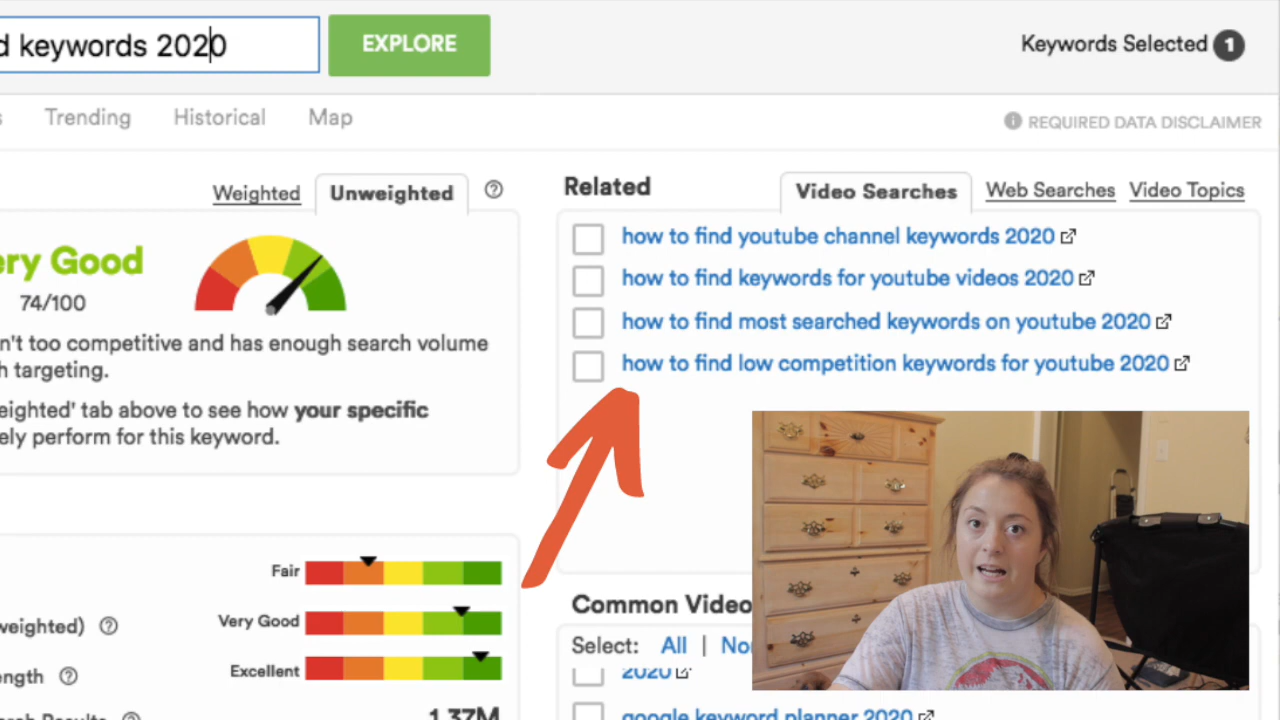 d keywords 2020
EXPLORE
Keywords Selected 1
Trending
Historical
Map
REQUIRED DATA DISCLAIMER
Weighted
Unweighted
ery Good
74/100
n't too competitive and has enough search volume
h targeting.
eighted' tab above to see how your specific
ely perform for this keyword.
Related
Video Searches
Web Searches
Video Topics
how to find youtube channel keywords 2020
how to find keywords for youtube videos 2020
how to find most searched keywords on youtube 2020
how to find low competition keywords for youtube 2020
Fair
Very Good
weighted)
Excellent
ength
1.37M
Common Video
Select: All | No
2020
google keyword planner 2020